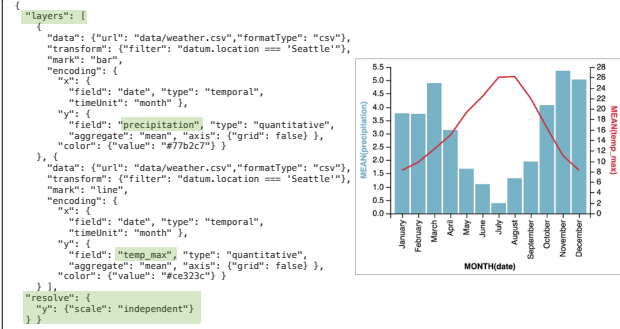 {
"layers": [
{
"data": {"url": "data/weather.csv","formatType": "csv"},
"transform": {"filter": "datum.location === 'Seattle'"},
"mark": "bar",
"encoding": {
"x": {
"field": "date", "type": "temporal",
"timeUnit": "month" },
"y": {
"field": "precipitation", "type": "quantitative",
"aggregate": "mean", "axis": {"grid": false} },
"color": {"value": "#77b2c7"} }
}, {
"data": {"url": "data/weather.csv","formatType": "csv"},
"transform": {"filter": "datum.location === 'Seattle'"},
"mark": "line",
"encoding": {
"x": {
"field": "date", "type": "temporal",
"timeUnit": "month" },
"y": {
"field": "temp_max", "type": "quantitative",
"aggregate": "mean", "axis": {"grid": false} },
"color": {"value": "#ce323c"} }
} ],
"resolve": {
"y": {"scale": "independent"}
} }
MEAN(precipitation)
5.5
5.0
4.5
4.0
3.5
3.0
2.5
2.0
1.5
1.0
0.5
0.0
28
26
24
22
20
18
16
14
12
10
8
6
4
2
0
MEAN(temp_max)
January
February
March
April
May
June
July
August
September
October
November
December
MONTH(date)